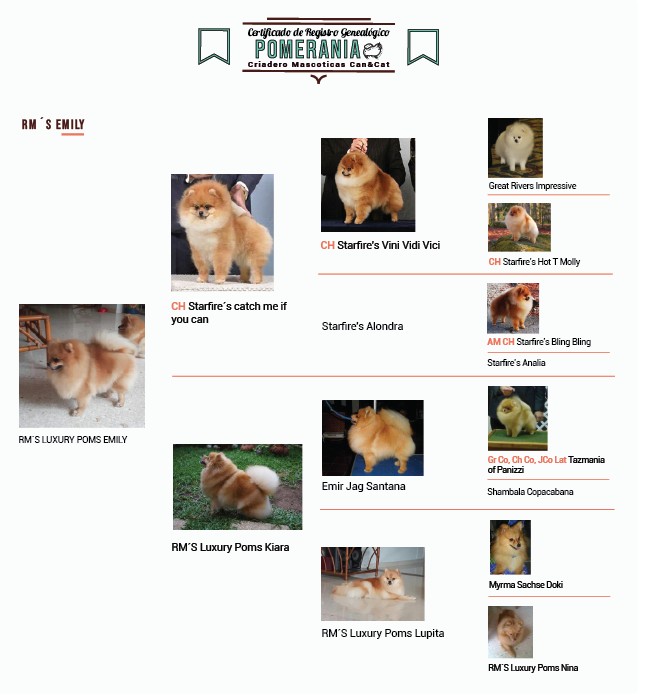 Certificado de Registro Genealógico
POMERANIA
Criadero Mascoticas Can&Cat
RM´S EMILY
RM´S LUXURY POMS EMILY
CH Starfire´s catch me if
you can
RM´S Luxury Poms Kiara
CH Starfire's Vini Vidi Vici
Starfire's Alondra
Emir Jag Santana
RM´S Luxury Poms Lupita
Great Rivers Impressive
CH Starfire's Hot T Molly
AM CH Starfire's Bling Bling
Starfire's Analia
Gr Co, Ch Co, JCo Lat Tazmania
of Panizzi
Shambala Copacabana
Myrma Sachse Doki
RM´S Luxury Poms Nina